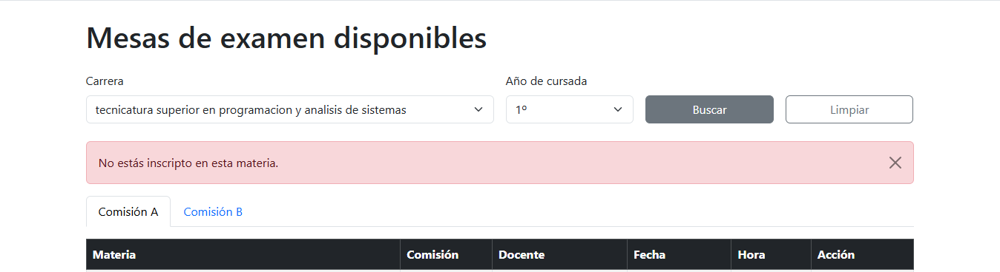 Mesas de examen disponibles
Carrera Año de cursada
tecnicatura superior en programacion y analisis de sistemas 1º Buscar Limpiar
No estás inscripto en esta materia.
Comisión A Comisión B
Materia Comisión Docente Fecha Hora Acción